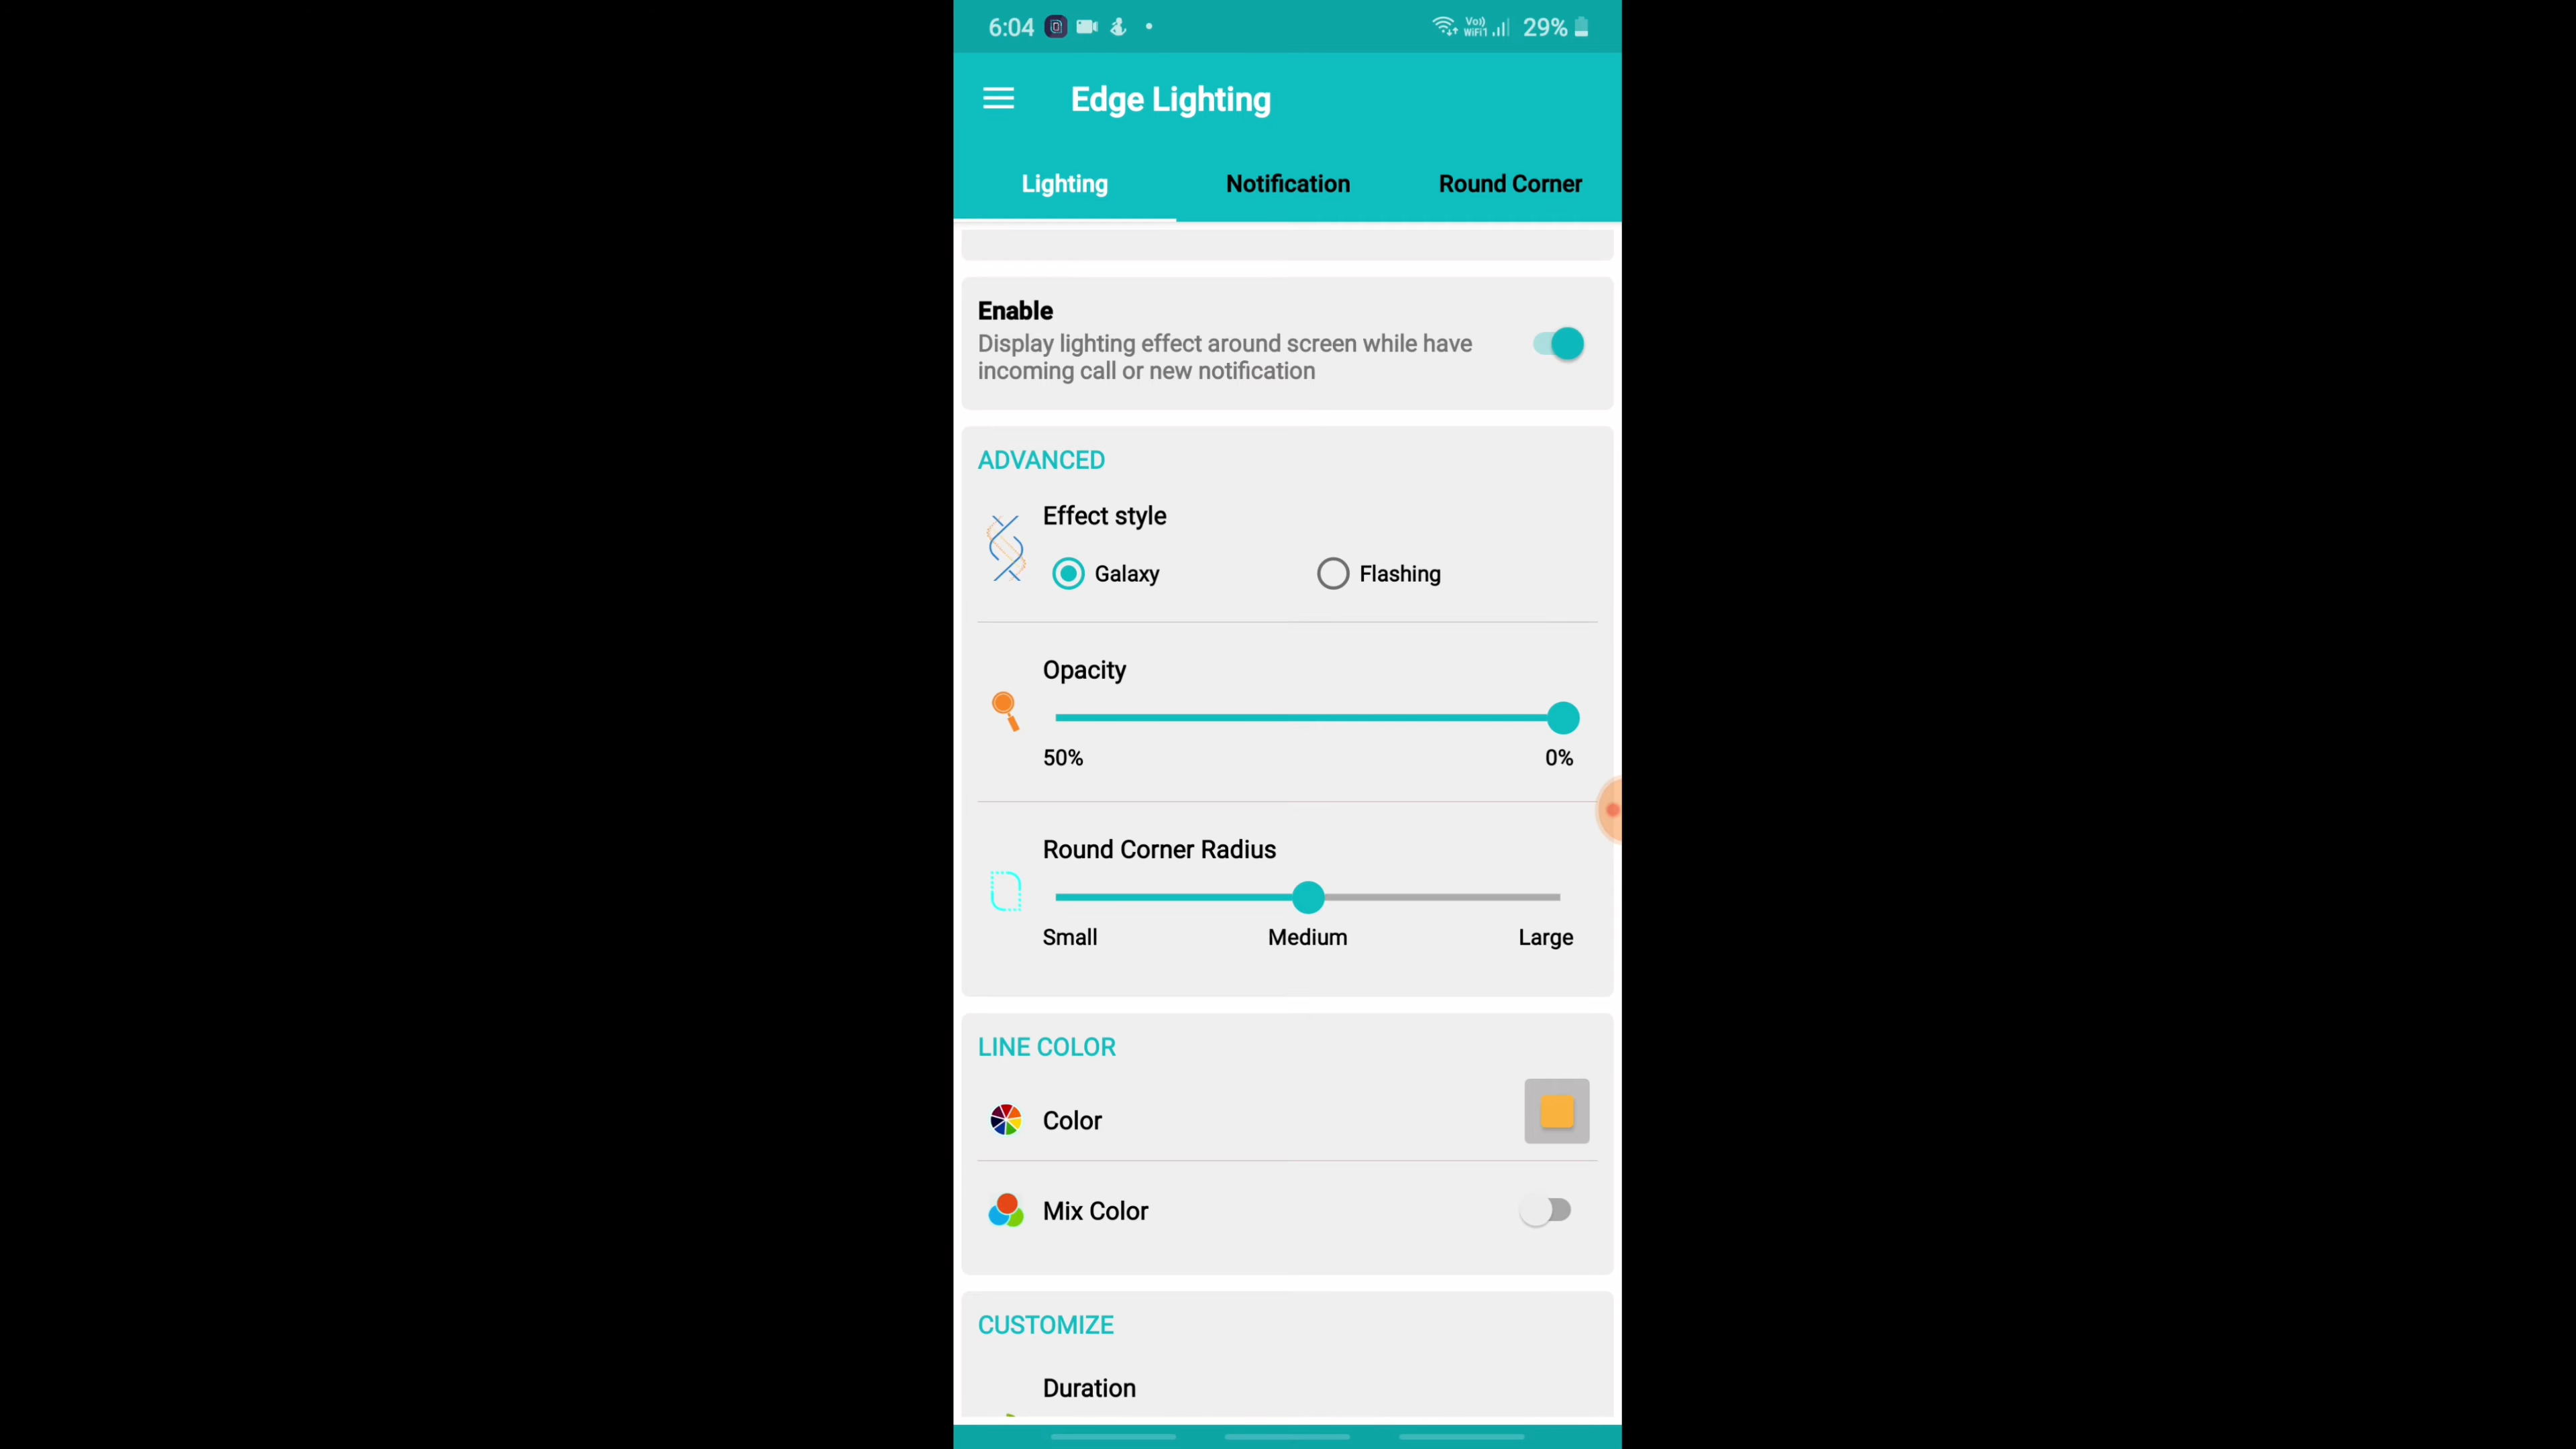 6:04
Vo)) WiFi1
29%
Edge Lighting
Lighting
Notification
Round Corner
Enable
Display lighting effect around screen while have
incoming call or new notification
ADVANCED
Effect style
Galaxy
Flashing
Opacity
50%
0%
Round Corner Radius
Small
Medium
Large
LINE COLOR
Color
Mix Color
CUSTOMIZE
Duration